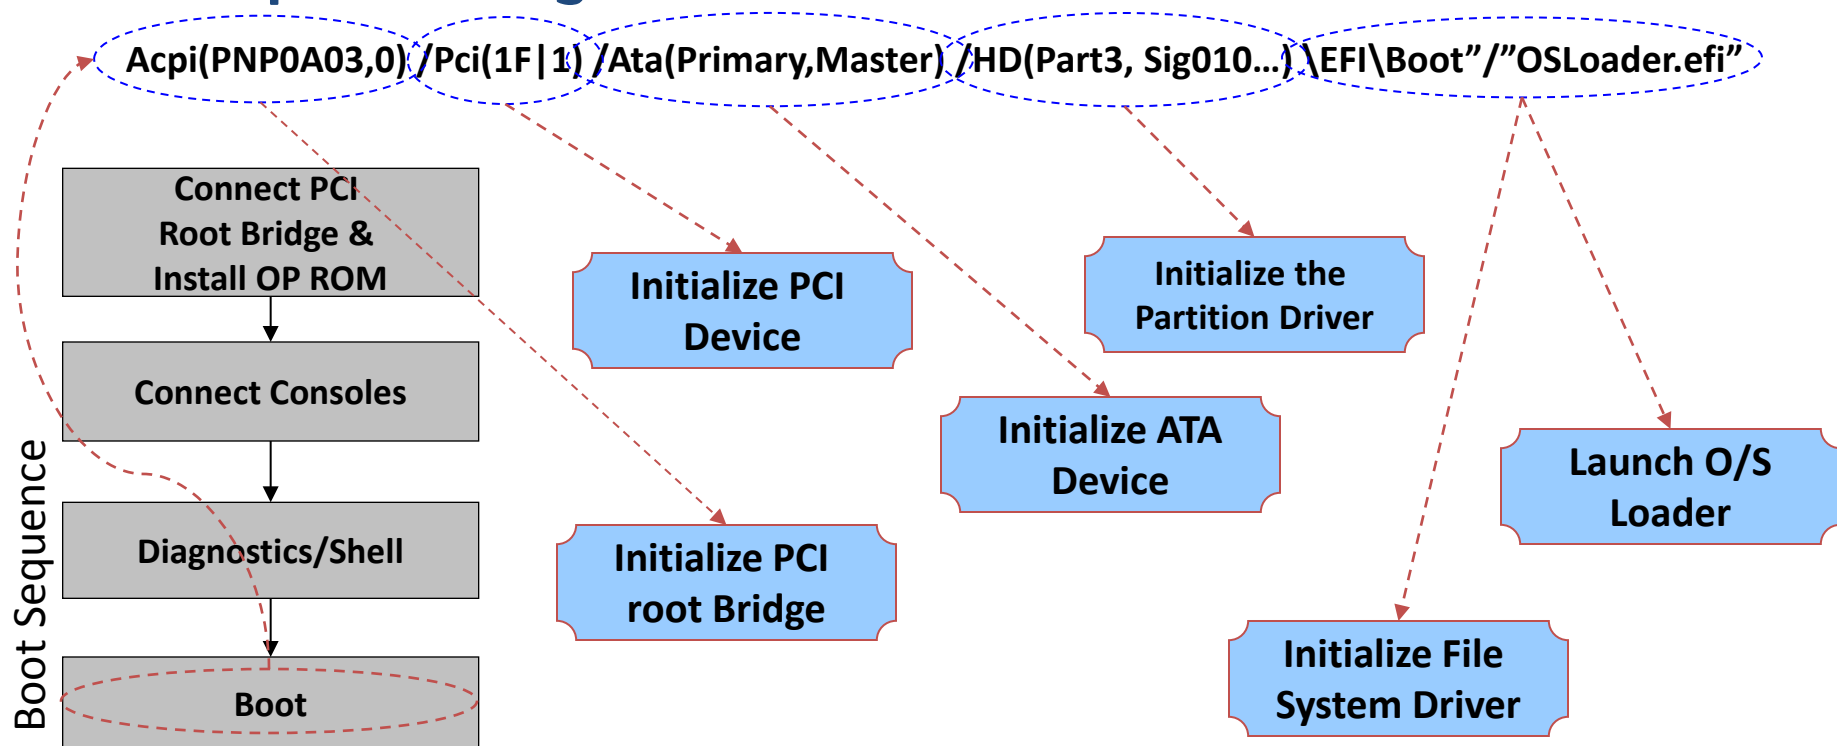 Acpi(PNP0A03,0) /Pci(1F|1) /Ata(Primary,Master) /HD(Part3, Sig010…) \EFI\Boot”/”OSLoader.efi”
Connect PCI
Root Bridge &
Install OP ROM
Connect Consoles
Diagnostics/Shell
Boot
Boot Sequence
Initialize PCI
Device
Initialize PCI
root Bridge
Initialize ATA
Device
Initialize the
Partition Driver
Initialize File
System Driver
Launch O/S
Loader